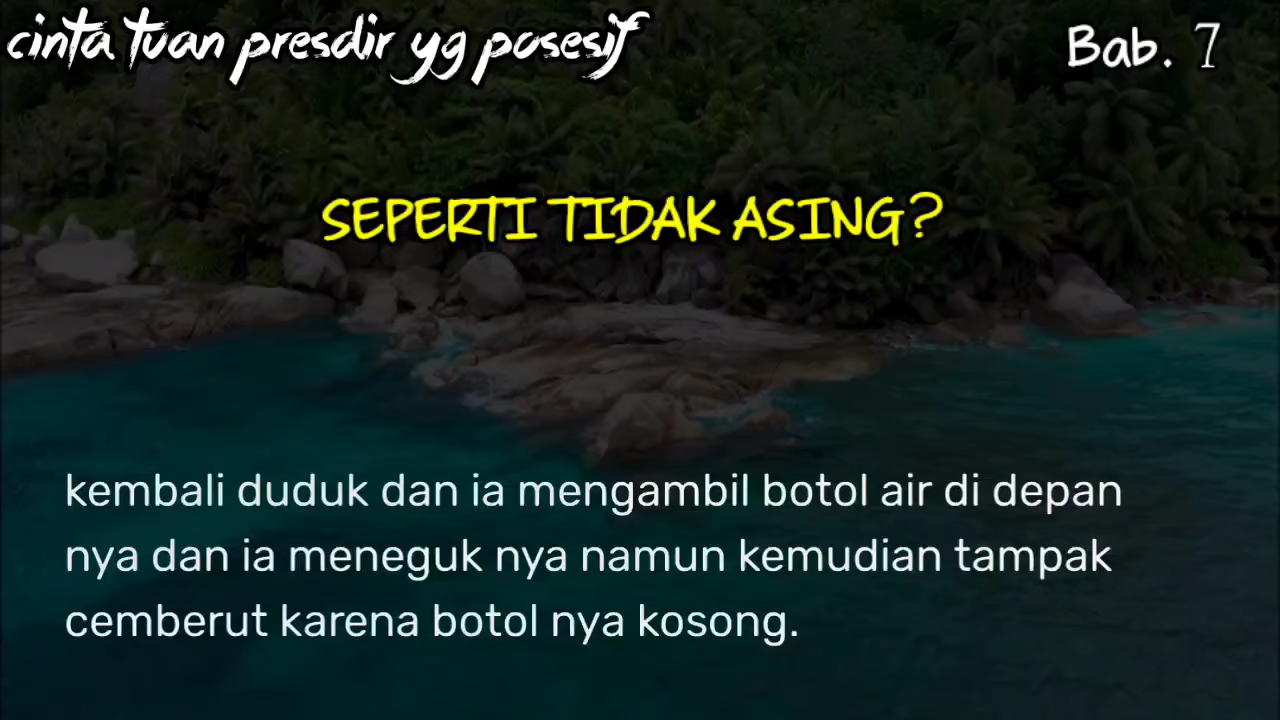 cinta tuan presdir yg posesif
Bab. 7
SEPERTI TIDAK ASING?
kembali duduk dan ia mengambil botol air di depan
nya dan ia meneguk nya namun kemudian tampak
cemberut karena botol nya kosong.